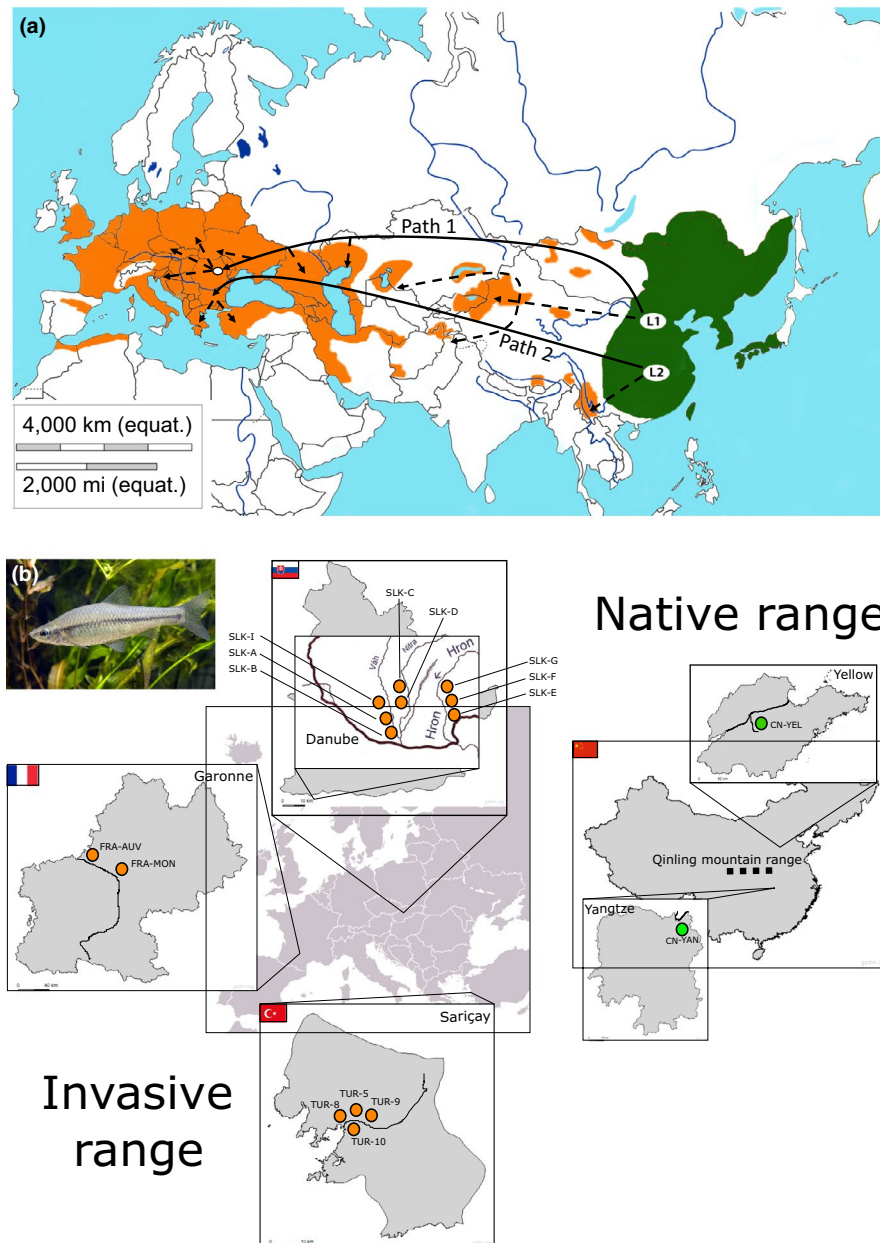 (a)
Path 1
L1
Path 2
L2
4,000 km (equat.)
2,000 mi (equat.)
(b)
SLK-C
SLK-D
SLK-I
SLK-A
SLK-B
Váh
Nitra
Hron
SLK-G
SLK-F
SLK-E
Hron
Danube
Native range
Yellow
CN-YEL
Garonne
FRA-AUV
FRA-MON
40 km
Qinling mountain range
Yangtze
CN-YAN
Sariçay
TUR-5
TUR-8
TUR-9
TUR-10
Invasive
range